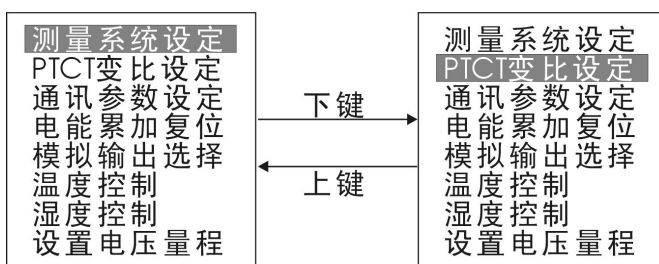 测量系统设定
PTCT变比设定
通讯参数设定
电能累加复位
模拟输出选择
温度控制
湿度控制
设置电压量程
下键
上键
测量系统设定
PTCT变比设定
通讯参数设定
电能累加复位
模拟输出选择
温度控制
湿度控制
设置电压量程